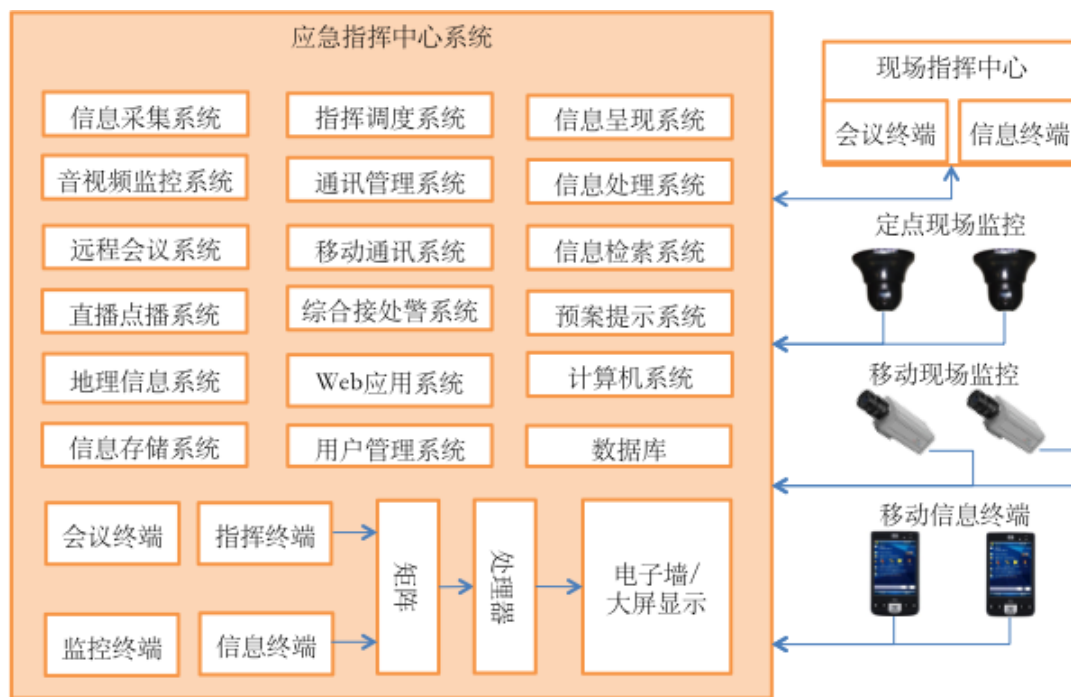 应急指挥中心系统
信息采集系统
指挥调度系统
信息呈现系统
音视频监控系统
通讯管理系统
信息处理系统
远程会议系统
移动通讯系统
信息检索系统
直播点播系统
综合接处警系统
预案提示系统
地理信息系统
Web应用系统
计算机系统
信息存储系统
用户管理系统
数据库
会议终端
指挥终端
监控终端
信息终端
矩阵
处理器
电子墙/
大屏显示
现场指挥中心
会议终端
信息终端
定点现场监控
移动现场监控
移动信息终端